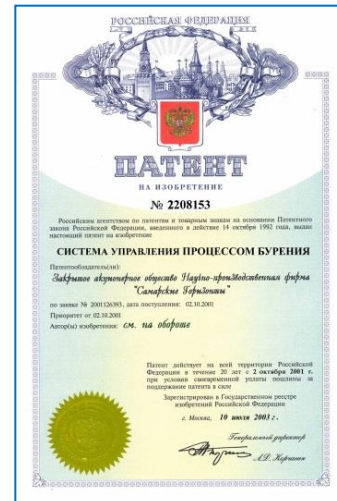 РОССИЙСКАЯ ФЕДЕРАЦИЯ
ПАТЕНТ
НА ИЗОБРЕТЕНИЕ
№ 2208153
Российским агентством по патентам и товарным знакам на основании Патентного
закона Российской Федерации, введенного в действие 14 октября 1992 года, выдан
настоящий патент на изобретение
СИСТЕМА УПРАВЛЕНИЯ ПРОЦЕССОМ БУРЕНИЯ
Патентообладатель(ли):
Закрытое акционерное общество Научно-производственная фирма
"Самарские Горизонты"
по заявке № 2001126393, дата поступления: 02.10.2001
Приоритет от 02.10.2001
Автор(ы) изобретения: см. на обороте
Патент действует на всей территории Российской
Федерации в течение 20 лет с 2 октября 2001 г.
при условии своевременной уплаты пошлины за
поддержание патента в силе
Зарегистрирован в Государственном реестре
изобретений Российской Федерации
г. Москва, 10 июля 2003 г.
Генеральный директор
А.Д. Корчагин